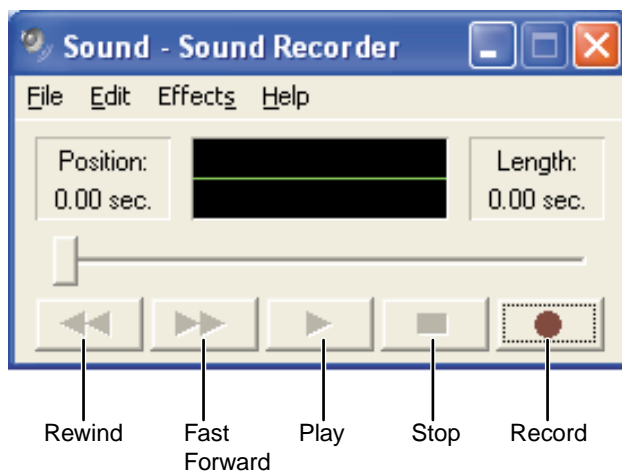 Sound - Sound Recorder
File Edit Effects Help
Position:
0.00 sec.
Length:
0.00 sec.
Rewind
Fast
Forward
Play
Stop
Record